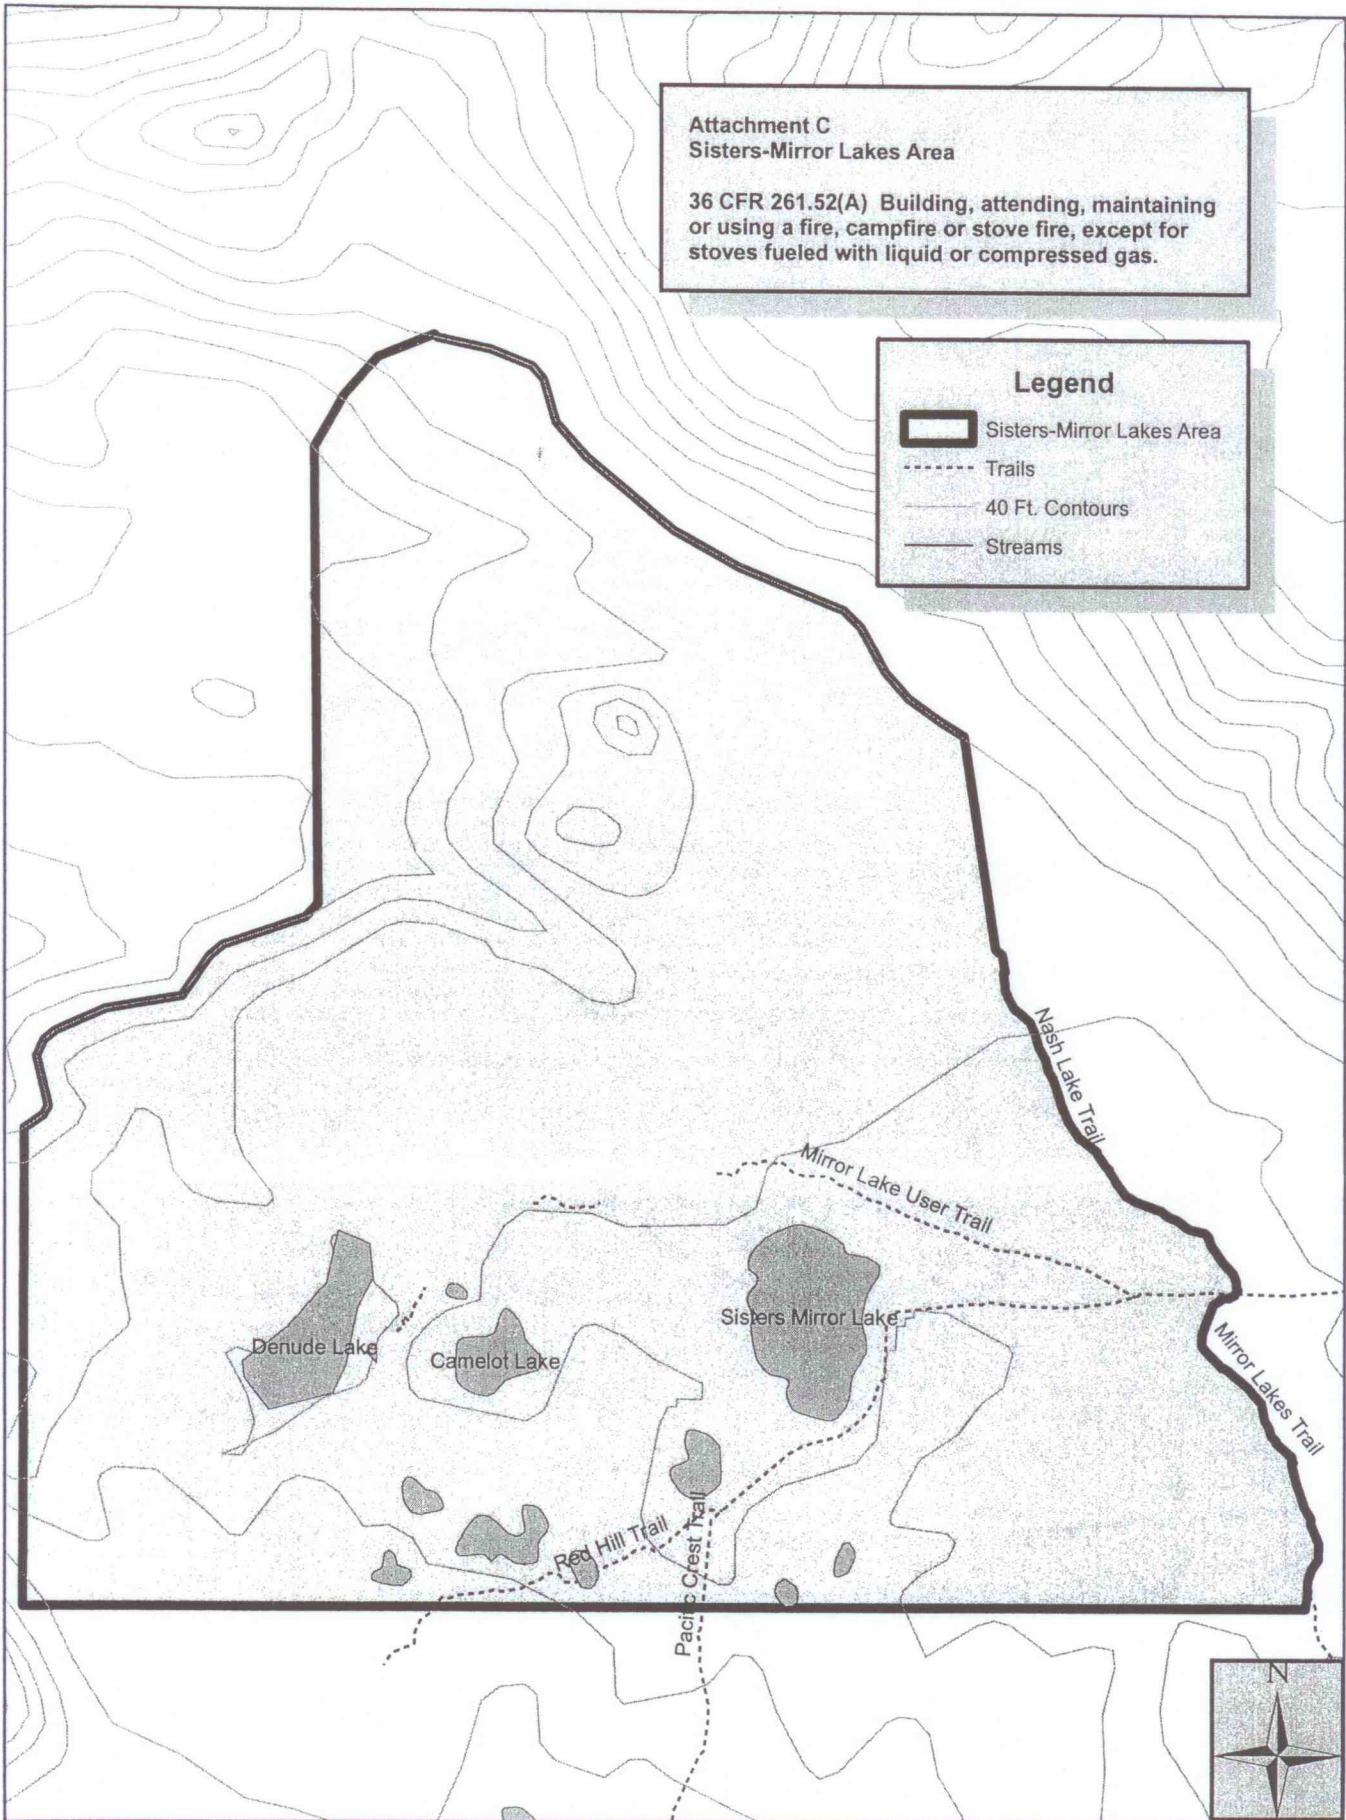 Attachment C
Sisters-Mirror Lakes Area
36 CFR 261.52(A) Building, attending, maintaining
or using a fire, campfire or stove fire, except for
stoves fueled with liquid or compressed gas.
Legend
Sisters-Mirror Lakes Area
Trails
40 Ft. Contours
Streams
Nash Lake Trail
Mirror Lake User Trail
Sisters Mirror Lake
Denude Lake
Camelot Lake
Mirror Lakes Trail
Red Hill Trail
Pacific Crest Trail
N